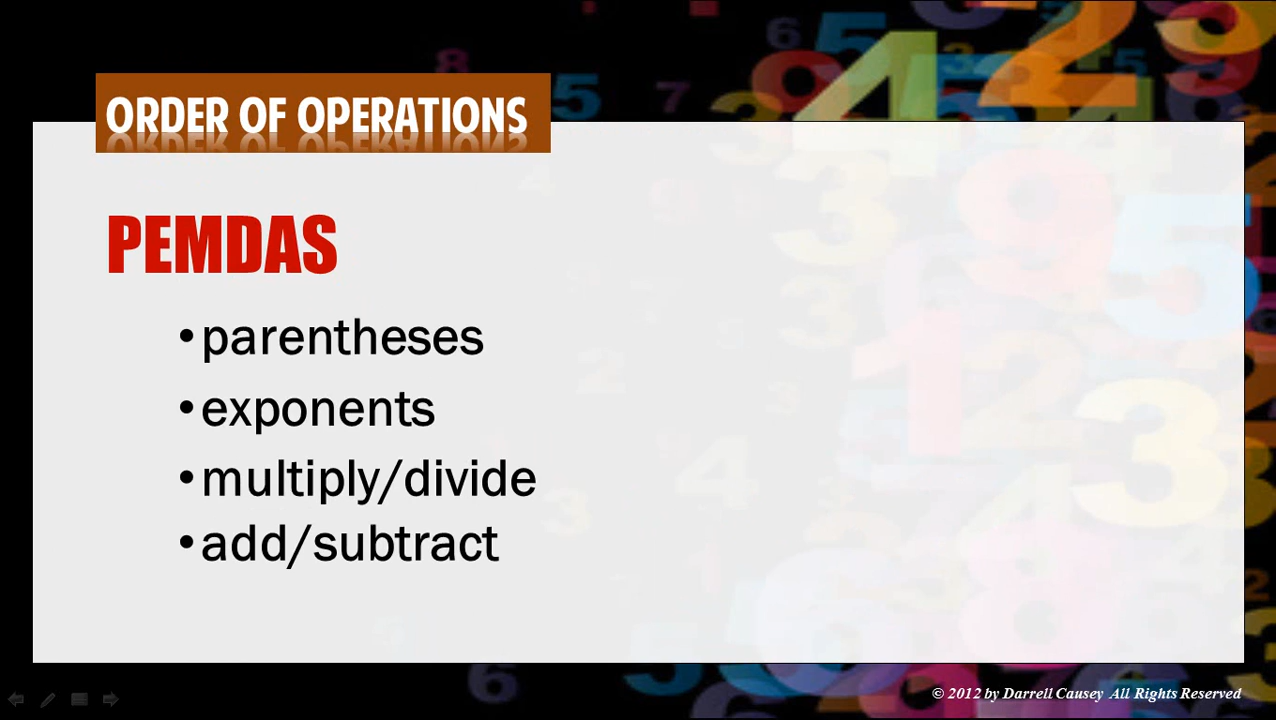 ORDER OF OPERATIONS
PEMDAS
•parentheses
•exponents
•multiply/divide
•add/subtract
© 2012 by Darrell Causey All Rights Reserved